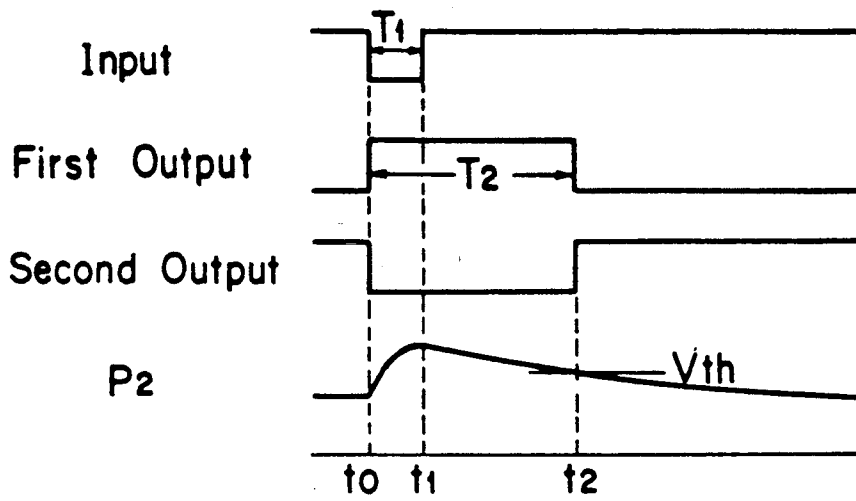 T1
Input
First Output
T2
Second Output
P2
Vth
t0 t1 t2